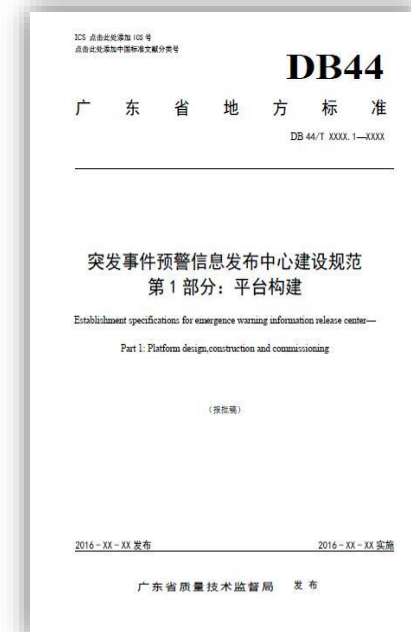 ICS 点击此处添加 ICS 号
点击此处添加中国标准文献分类号
DB44
广东省地方标准
DB 44/T XXXX.1—XXXX
突发事件预警信息发布中心建设规范
第 1 部分：平台构建
Establishment specifications for emergence warning information release center—
Part 1: Platform design,construction and commissioning
（报批稿）
2016－XX－XX 发布 2016－XX－XX 实施
广东省质量技术监督局 发布